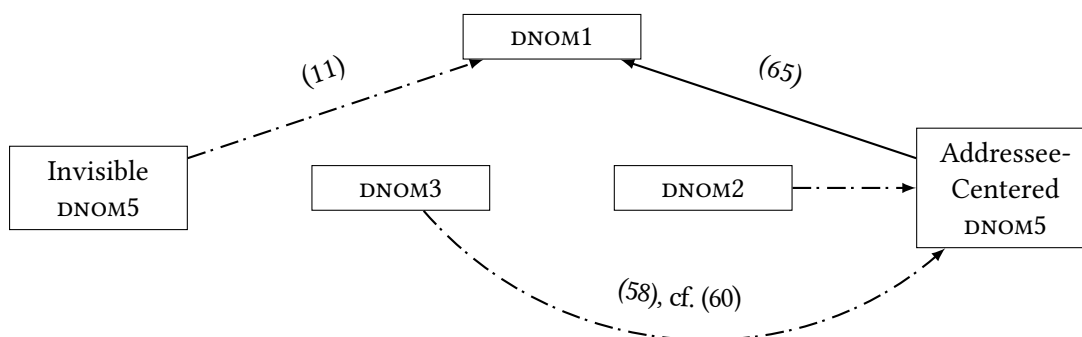 DNOM1
(11)
(65)
Invisible
DNOM5
DNOM3
DNOM2
Addressee-
Centered
DNOM5
(58), cf. (60)